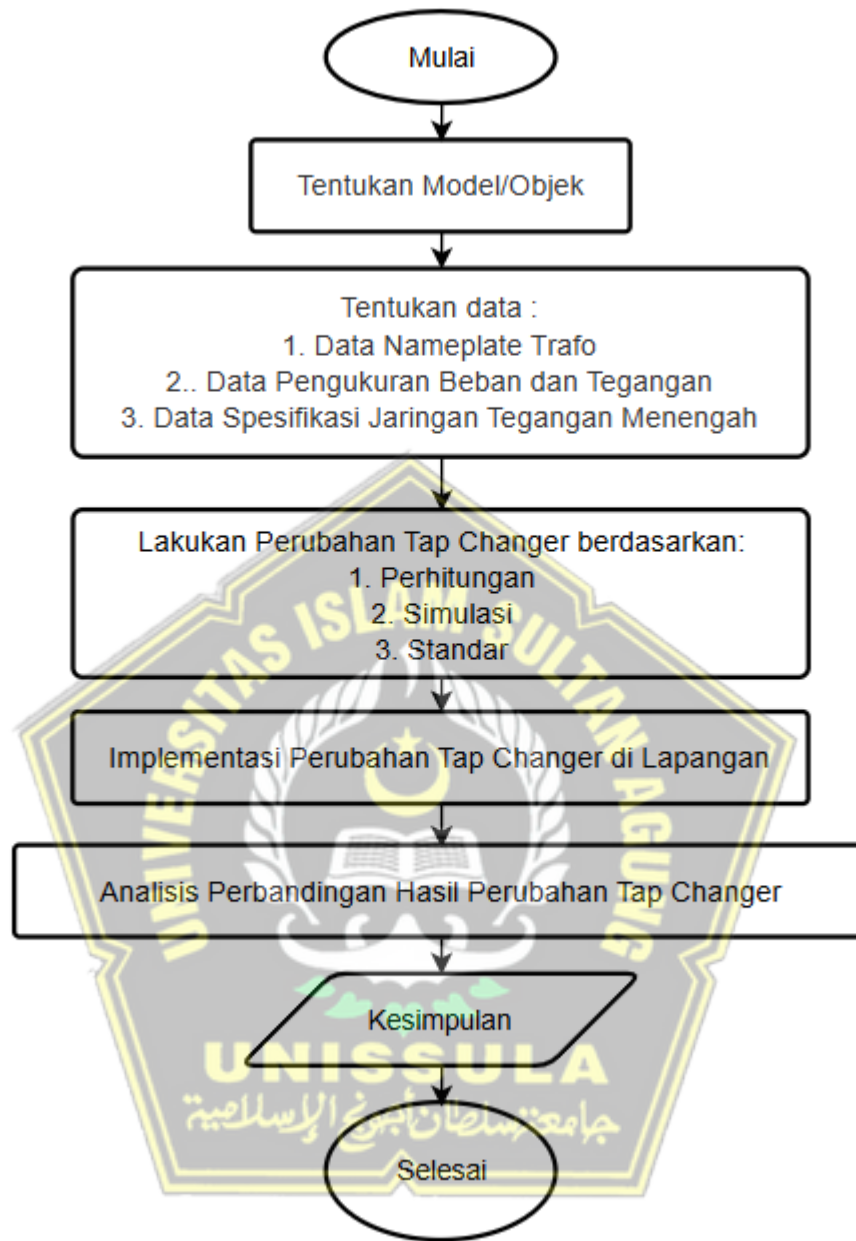 Mulai
Tentukan Model/Objek
Tentukan data :
1. Data Nameplate Trafo
2.. Data Pengukuran Beban dan Tegangan
3. Data Spesifikasi Jaringan Tegangan Menengah
Lakukan Perubahan Tap Changer berdasarkan:
1. Perhitungan
2. Simulasi
3. Standar
Implementasi Perubahan Tap Changer di Lapangan
Analisis Perbandingan Hasil Perubahan Tap Changer
Kesimpulan
Selesai
UNIVERSITAS ISLAM SULTAN AGUNG
UNISSULA
جامعة سلطان أجونج الإسلامية